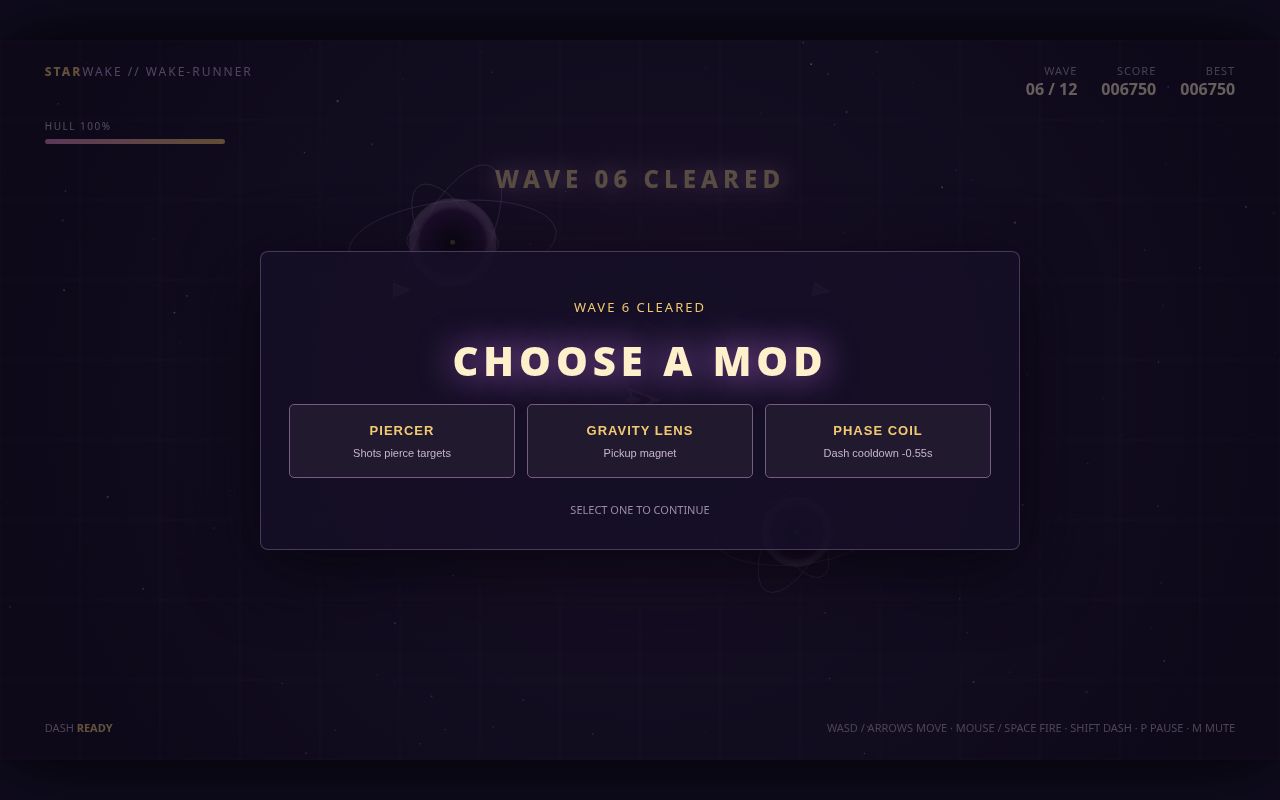 STARWAKE // WAKE-RUNNER
WAVE SCORE BEST
06 / 12 006750 006750
HULL 100%
WAVE 06 CLEARED
WAVE 6 CLEARED
CHOOSE A MOD
PIERCER
Shots pierce targets
GRAVITY LENS
Pickup magnet
PHASE COIL
Dash cooldown -0.55s
SELECT ONE TO CONTINUE
DASH READY
WASD / ARROWS MOVE · MOUSE / SPACE FIRE · SHIFT DASH · P PAUSE · M MUTE